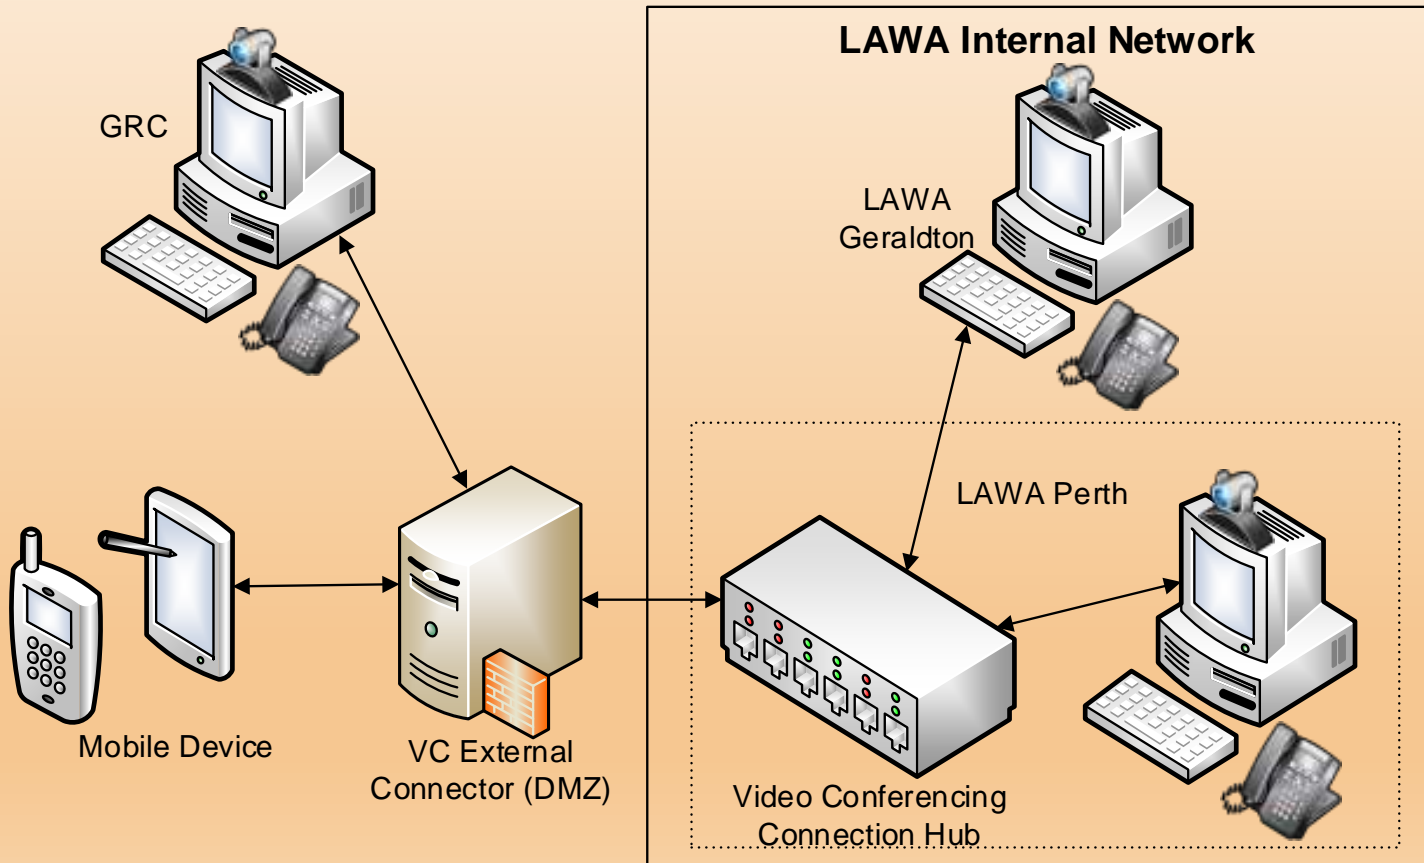 LAWA Internal Network
GRC
LAWA
Geraldton
LAWA Perth
Mobile Device
VC External
Connector (DMZ)
Video Conferencing
Connection Hub